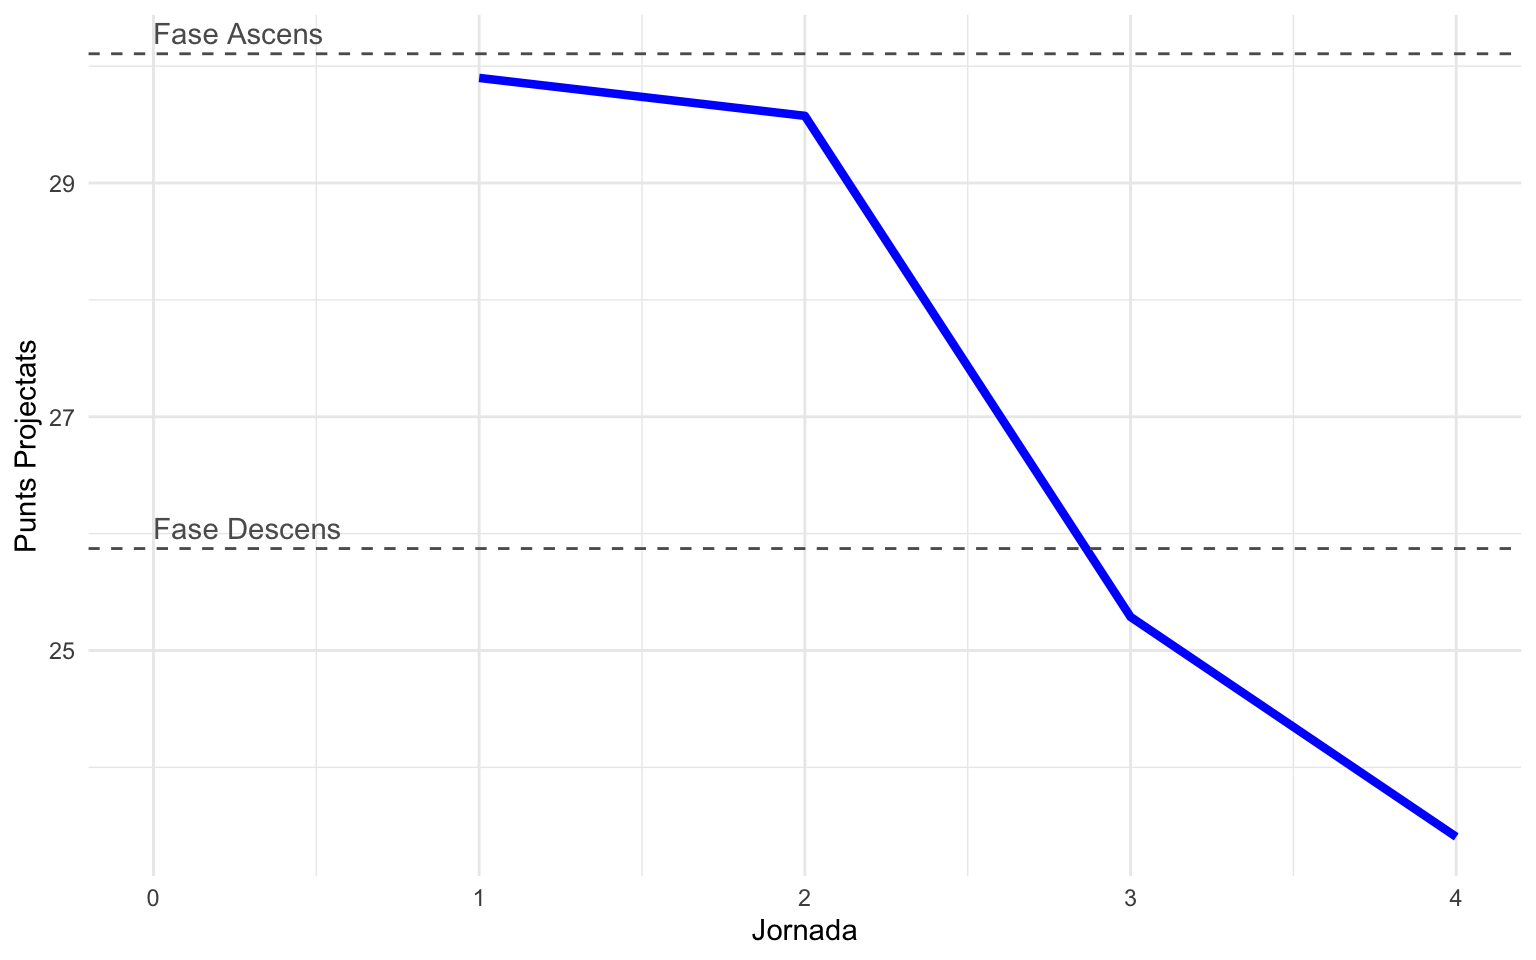 Fase Ascens
29
27
Fase Descens
25
Punts Projectats
0 1 2 3 4
Jornada